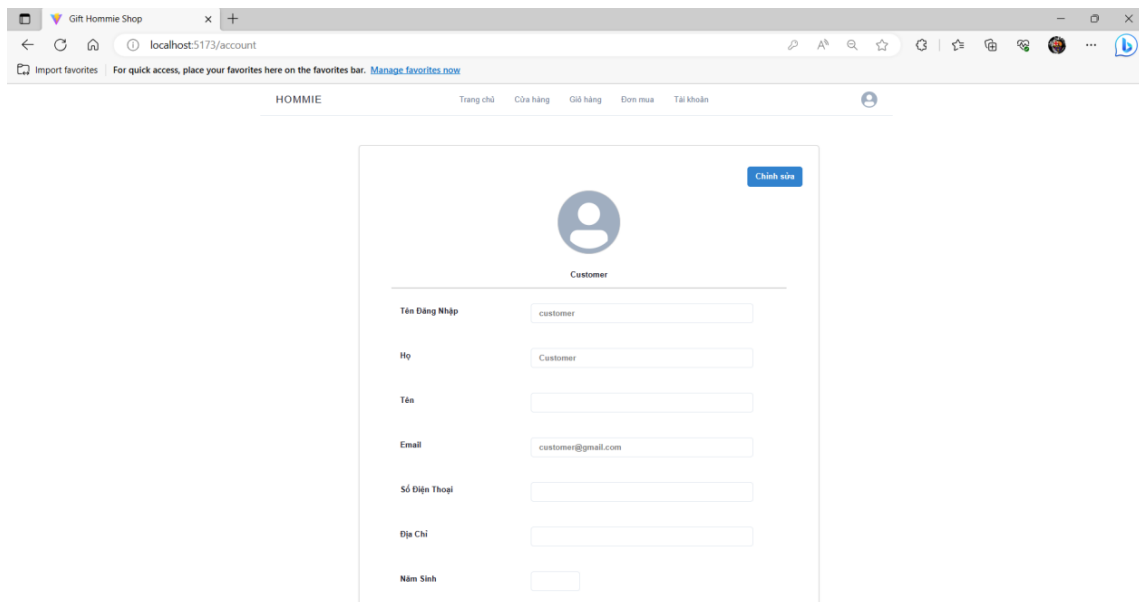 Gift Hommie Shop
localhost:5173/account
Import favorites For quick access, place your favorites here on the favorites bar. Manage favorites now
HOMMIE Trang chủ Cửa hàng Giỏ hàng Đơn mua Tài khoản
Chỉnh sửa
Customer
Tên Đăng Nhập customer
Họ Customer
Tên
Email customer@gmail.com
Số Điện Thoại
Địa Chỉ
Năm Sinh